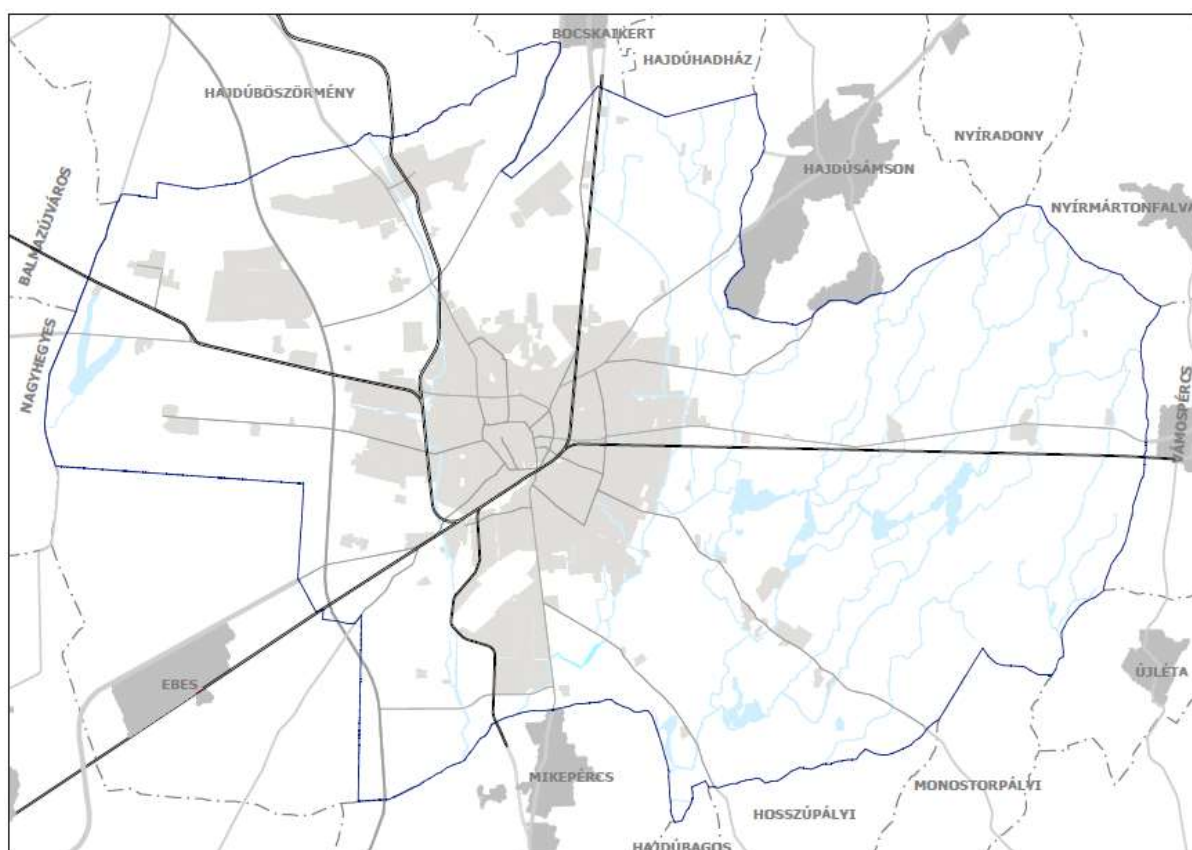 BOCSKAIKERT
HAJDÚHADHÁZ
HAJDÚBÖSZÖRMÉNY
NYÍRADONY
HAJDÚSÁMSON
NYÍRMÁRTONFALVA
BALMAZÚJVÁROS
NAGYHEGYES
VÁMOSPÉRCS
ÚJLÉTA
EBES
MIKEPÉRCS
MONOSTORPÁLYI
HOSSZÚPÁLYI
HAJDÚBAGOS